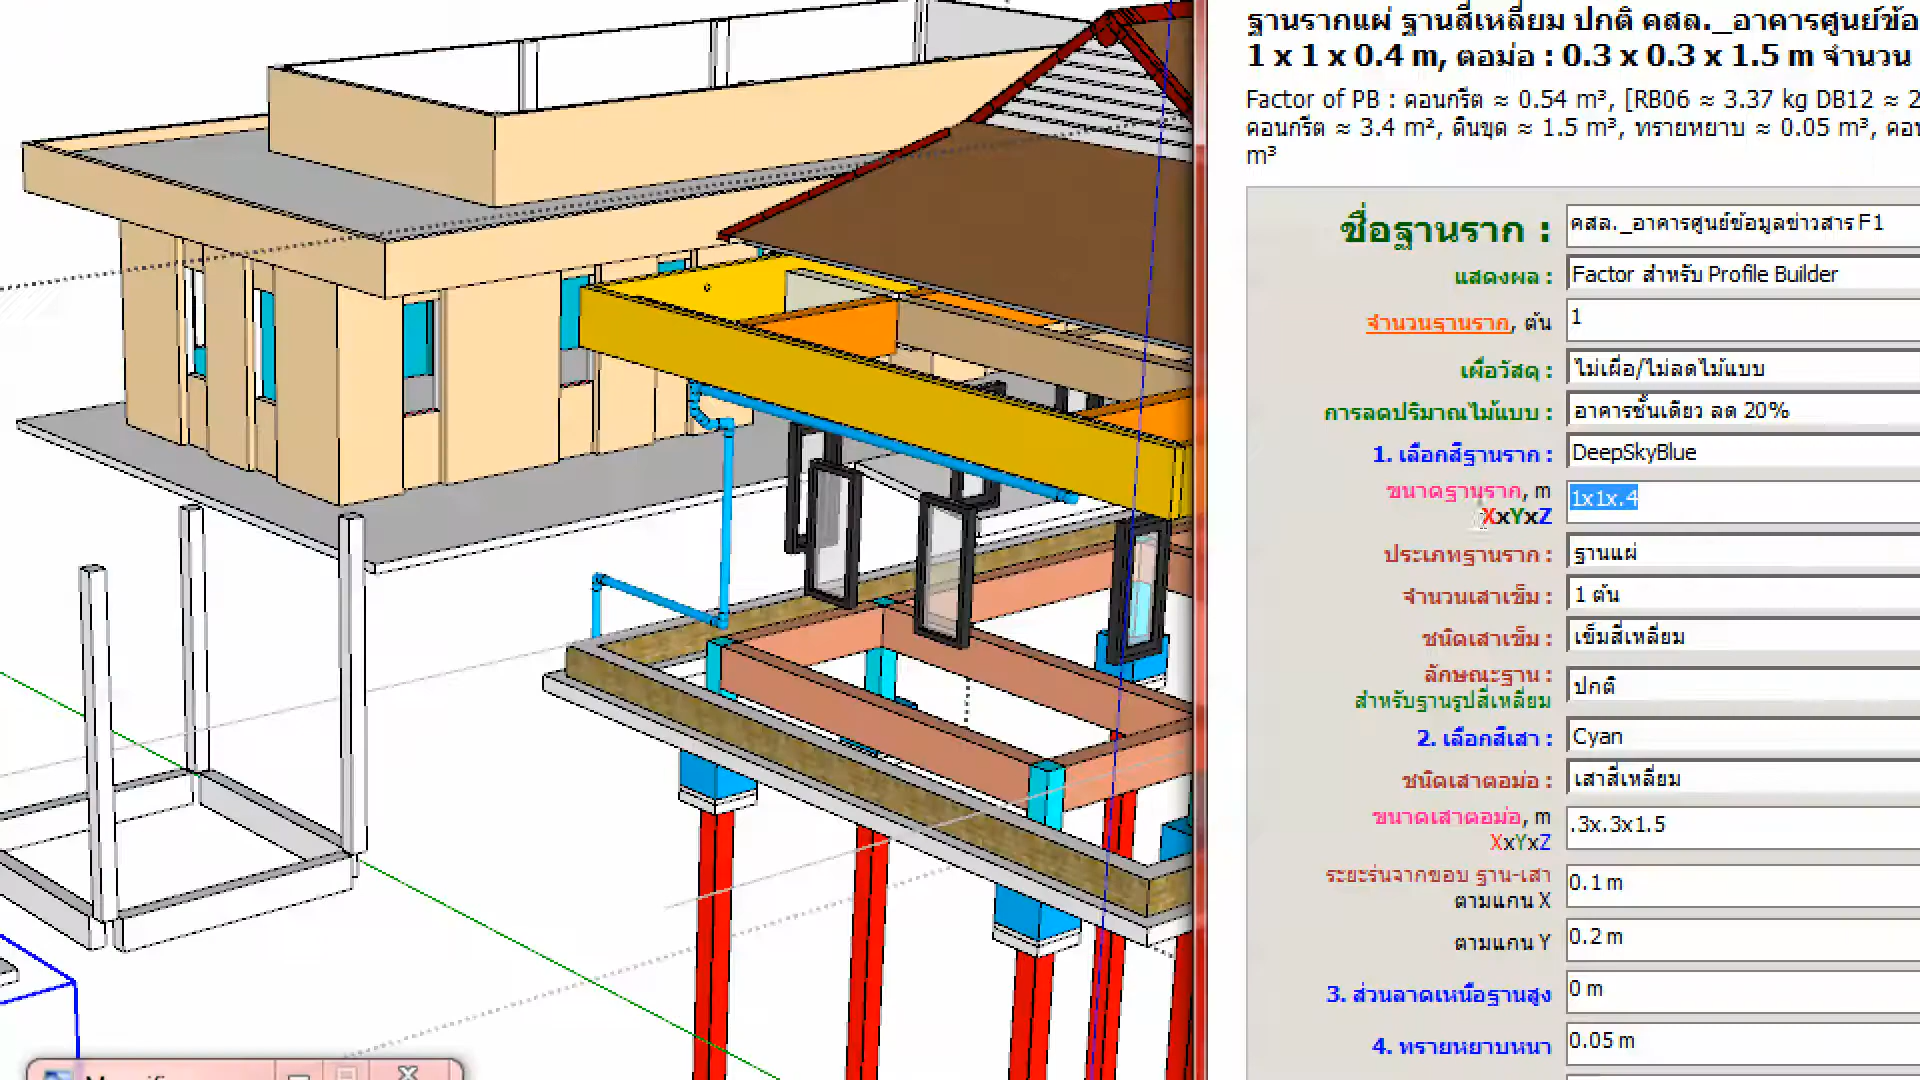 ฐานรากแผ่ ฐานสี่เหลี่ยม ปกติ คสล._อาคารศูนย์ข้อ
1 x 1 x 0.4 m, ตอม่อ : 0.3 x 0.3 x 1.5 m จำนวน
Factor of PB : คอนกรีต ≈ 0.54 m³, [RB06 ≈ 3.37 kg DB12 ≈ 2
คอนกรีต ≈ 3.4 m², ดินขุด ≈ 1.5 m³, ทรายหยาบ ≈ 0.05 m³, คอน
m³
ชื่อฐานราก : คสล._อาคารศูนย์ข้อมูลข่าวสาร F1
แสดงผล : Factor สำหรับ Profile Builder
จำนวนฐานราก, ต้น 1
เผื่อวัสดุ : ไม่เผื่อ/ไม่ลดไม้แบบ
การลดปริมาณไม้แบบ : อาคารชั้นเดียว ลด 20%
1. เลือกสีฐานราก : DeepSkyBlue
ขนาดฐานราก, m 1x1x.4
XxYxZ
ประเภทฐานราก : ฐานแผ่
จำนวนเสาเข็ม : 1 ต้น
ชนิดเสาเข็ม : เข็มสี่เหลี่ยม
ลักษณะฐาน : ปกติ
สำหรับฐานรูปสี่เหลี่ยม
2. เลือกสีเสา : Cyan
ชนิดเสาตอม่อ : เสาสี่เหลี่ยม
ขนาดเสาตอม่อ, m .3x.3x1.5
XxYxZ
ระยะร่นจากขอบ ฐาน-เสา 0.1 m
ตามแกน X
ตามแกน Y 0.2 m
3. ส่วนลาดเหนือฐานสูง 0 m
4. ทรายหยาบหนา 0.05 m